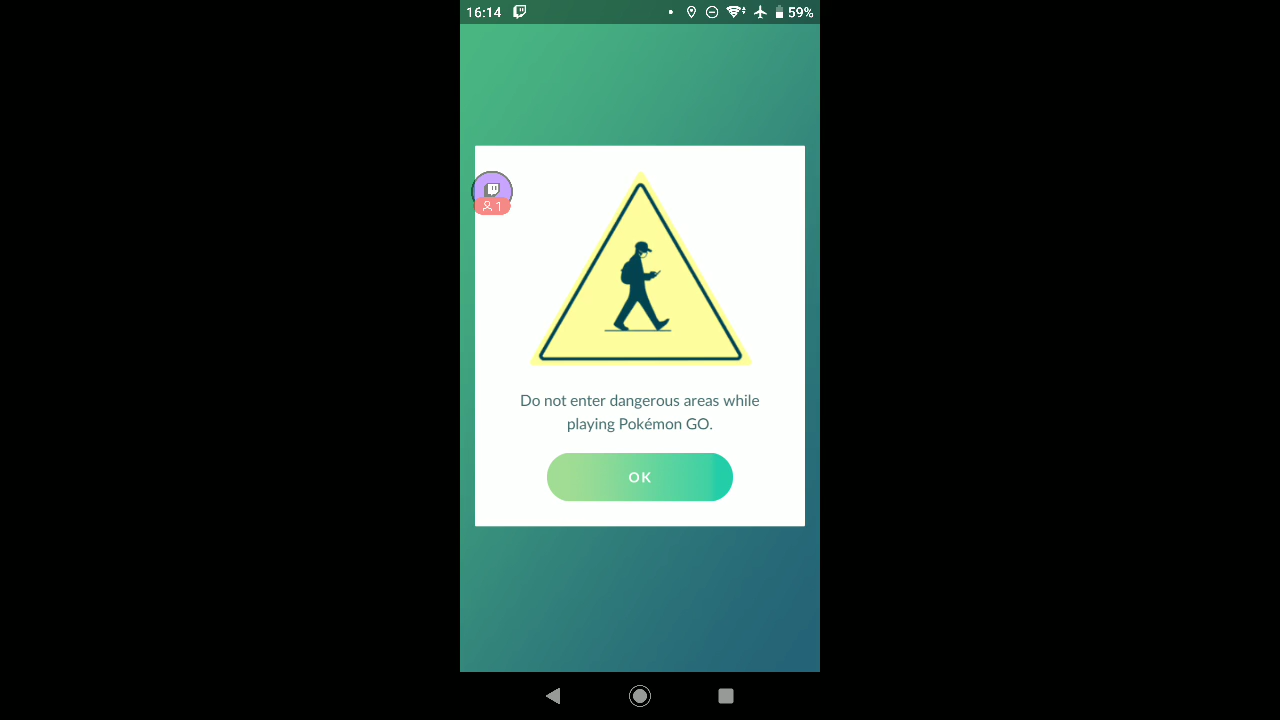 16:14
59%
1
Do not enter dangerous areas while
playing Pokémon GO.
OK